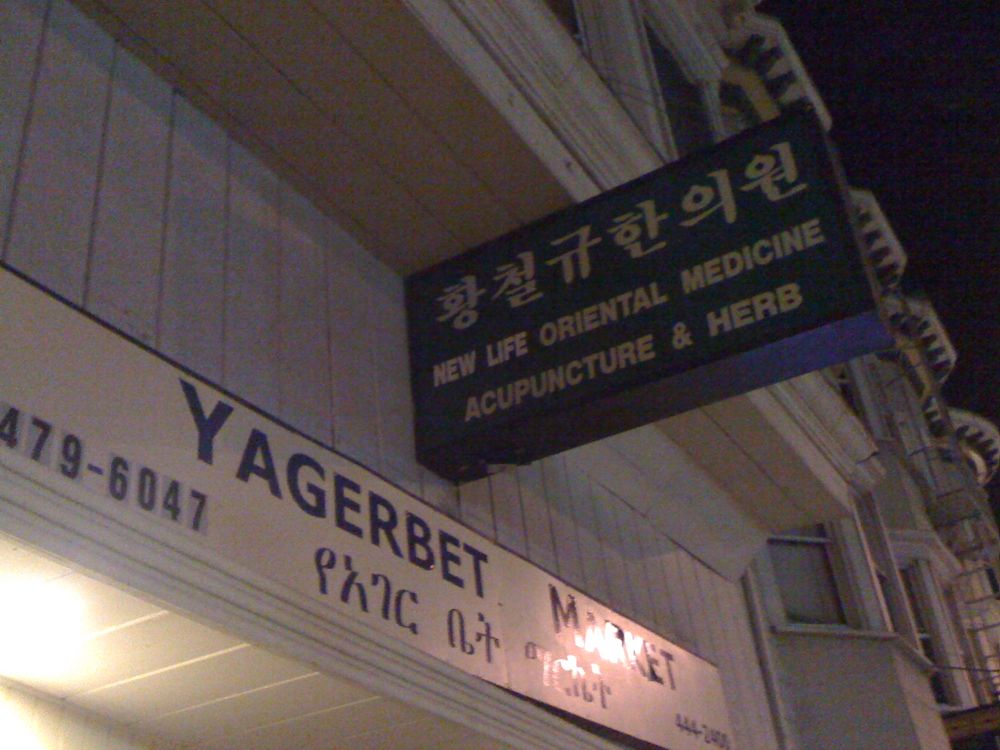 황철규한의원
NEW LIFE ORIENTAL MEDICINE
ACUPUNCTURE & HERB
YAGERBET MARKET
479-6047
የአገር ቤት